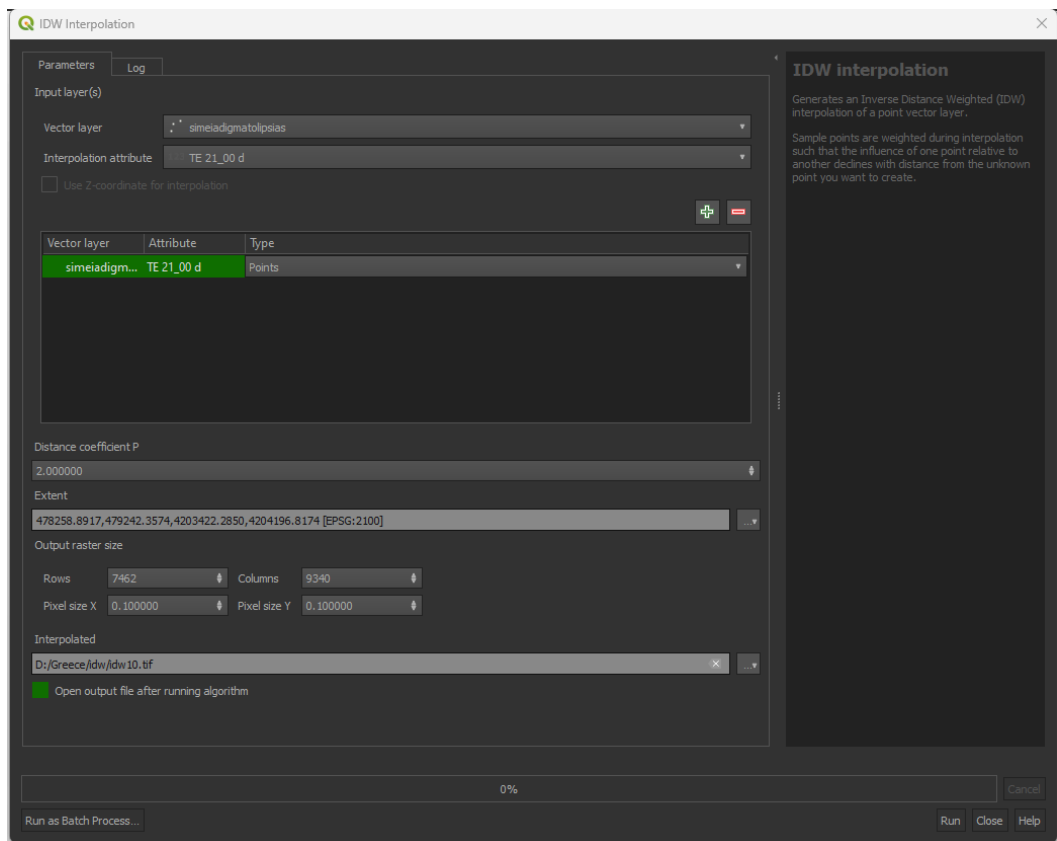 IDW Interpolation
Parameters
Log
Input layer(s)
Vector layer
simeiadigmatolipsias
Interpolation attribute
TE 21_00 d
Use Z-coordinate for interpolation
Vector layer Attribute Type
simeiadigm... TE 21_00 d Points
Distance coefficient P
2.000000
Extent
478258.8917,479242.3574,4203422.2850,4204196.8174 [EPSG:2100]
...
Output raster size
Rows 7462 Columns 9340
Pixel size X 0.100000 Pixel size Y 0.100000
Interpolated
D:/Greece/idw/idw10.tif
...
Open output file after running algorithm
IDW interpolation
Generates an Inverse Distance Weighted (IDW)
interpolation of a point vector layer.
Sample points are weighted during interpolation
such that the influence of one point relative to
another declines with distance from the unknown
point you want to create.
0%
Cancel
Run as Batch Process...
Run Close Help